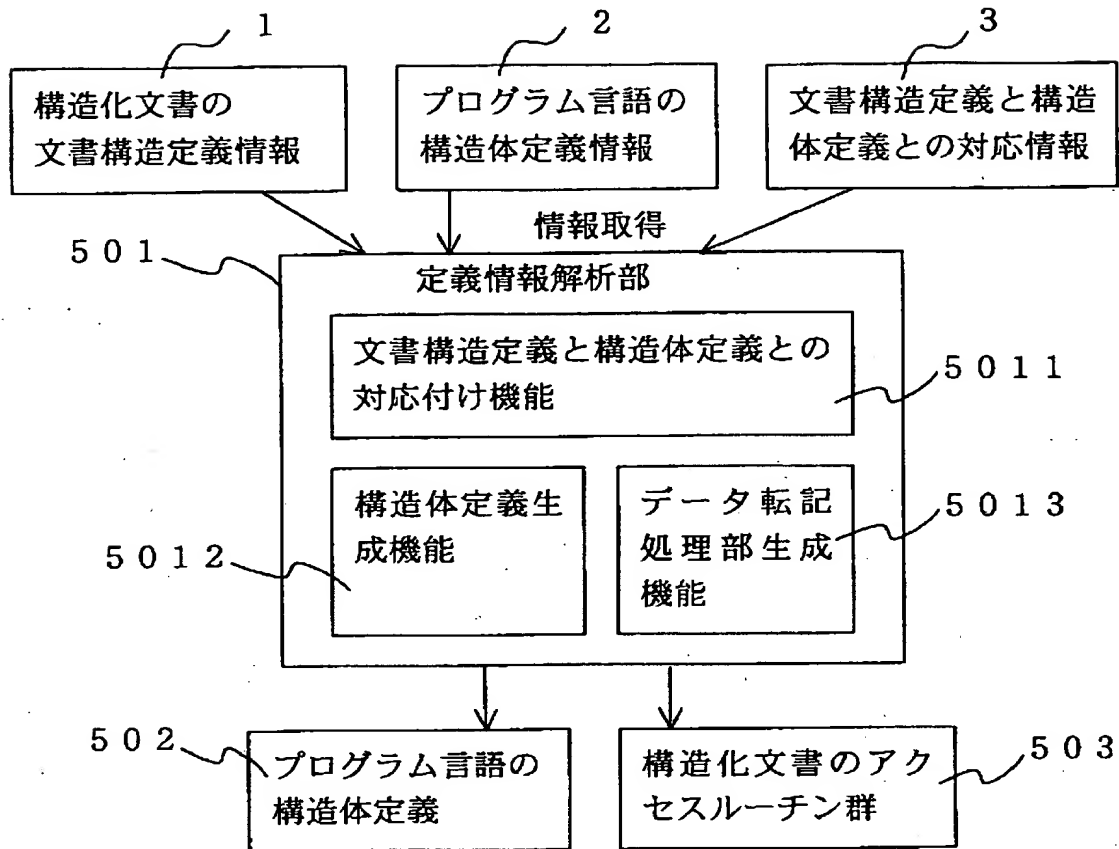 1
2
3
構造化文書の
文書構造定義情報
プログラム言語の
構造体定義情報
文書構造定義と構造
体定義との対応情報
情報取得
501
定義情報解析部
文書構造定義と構造体定義との
対応付け機能
5011
構造体定義生
成機能
5012
データ転記
処理部生成
機能
5013
502
プログラム言語の
構造体定義
構造化文書のアク
セスルーチン群
503